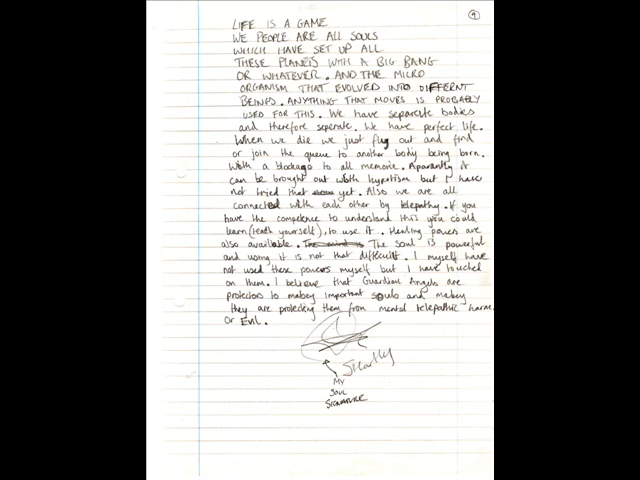 9
LIFE IS A GAME
WE PEOPLE ARE ALL SOULS
WHICH HAVE SET UP ALL
THESE PLANETS WITH A BIG BANG
OR WHATEVER. AND THE MICRO
ORGANISM THAT EVOLVED INTO DIFFERENT
BEINGS. ANYTHING THAT MOVES IS PROBABLY
USED FOR THIS. We have separate bodies
and therefore seperate. We have perfect life.
When we die we just out and find
or join the queue to another body being born.
With a blockage to all memorie. Aparantly it
can be brought out with hypnotism but I have
not tried that yet. Also we are all
connected with each other by telepathy. If you
have the competence to understand this you could
learn (teach yourself), to use it. Healing powers are
also available. The mind is The soul is powerful
and using it is not that difficult. I myself have
not used these powers myself but I have touched
on them. I believe that Guardian Angels are
protectors to mabey important souls and mabey
they are protecting them from mental telepathic harm
or Evil.
MY
SOUL
SIGNATURE